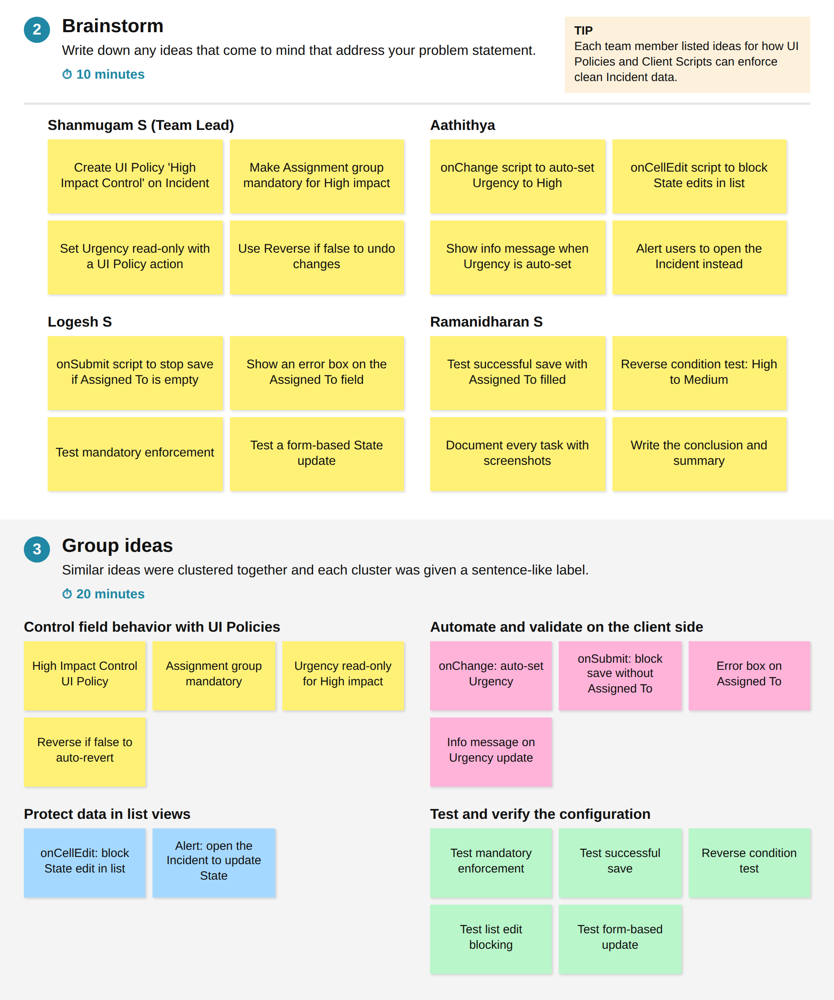 2
Brainstorm
Write down any ideas that come to mind that address your problem statement.
⏱ 10 minutes
TIP
Each team member listed ideas for how UI
Policies and Client Scripts can enforce
clean Incident data.
Shanmugam S (Team Lead)
Create UI Policy 'High
Impact Control' on Incident
Make Assignment group
mandatory for High impact
Set Urgency read-only with
a UI Policy action
Use Reverse if false to undo
changes
Aathithya
onChange script to auto-set
Urgency to High
onCellEdit script to block
State edits in list
Show info message when
Urgency is auto-set
Alert users to open the
Incident instead
Logesh S
onSubmit script to stop save
if Assigned To is empty
Show an error box on the
Assigned To field
Test mandatory enforcement
Test a form-based State
update
Ramanidharan S
Test successful save with
Assigned To filled
Reverse condition test: High
to Medium
Document every task with
screenshots
Write the conclusion and
summary
3
Group ideas
Similar ideas were clustered together and each cluster was given a sentence-like label.
⏱ 20 minutes
Control field behavior with UI Policies
High Impact Control
UI Policy
Assignment group
mandatory
Urgency read-only
for High impact
Reverse if false to
auto-revert
Automate and validate on the client side
onChange: auto-set
Urgency
onSubmit: block
save without
Assigned To
Error box on
Assigned To
Info message on
Urgency update
Protect data in list views
onCellEdit: block
State edit in list
Alert: open the
Incident to update
State
Test and verify the configuration
Test mandatory
enforcement
Test successful
save
Reverse condition
test
Test list edit
blocking
Test form-based
update